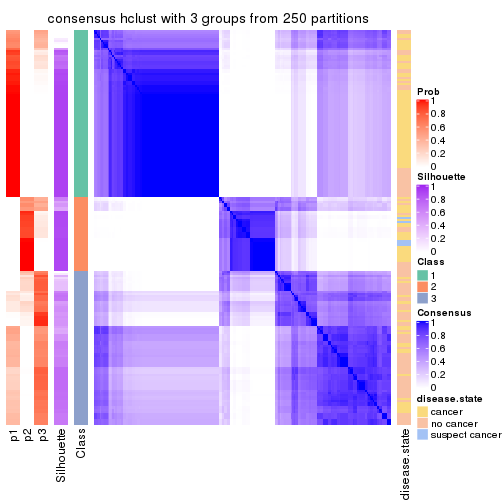 consensus hclust with 3 groups from 250 partitions
Prob
1
0.8
0.6
0.4
0.2
0
Silhouette
1
0.8
0.6
0.4
0.2
0
Class
1
2
3
Consensus
1
0.8
0.6
0.4
0.2
0
disease.state
cancer
no cancer
suspect cancer
p1
p2
p3
Silhouette
Class
disease.state